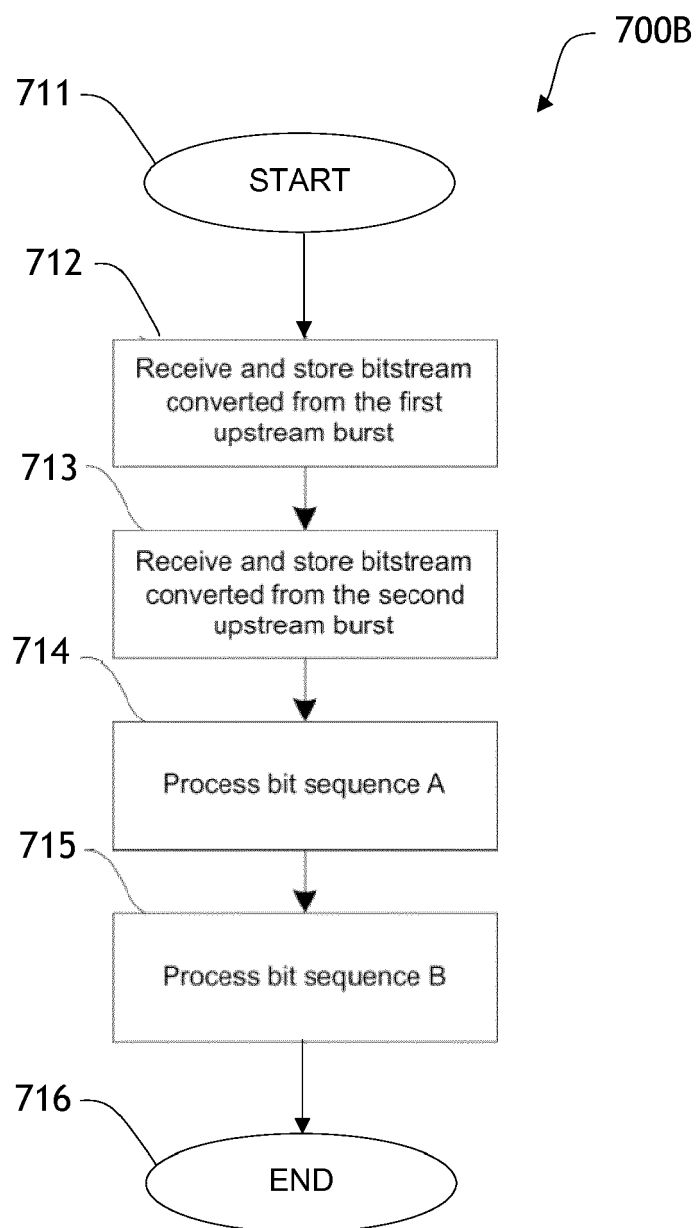 700B
711
START
712
Receive and store bitstream
converted from the first
upstream burst
713
Receive and store bitstream
converted from the second
upstream burst
714
Process bit sequence A
715
Process bit sequence B
716
END